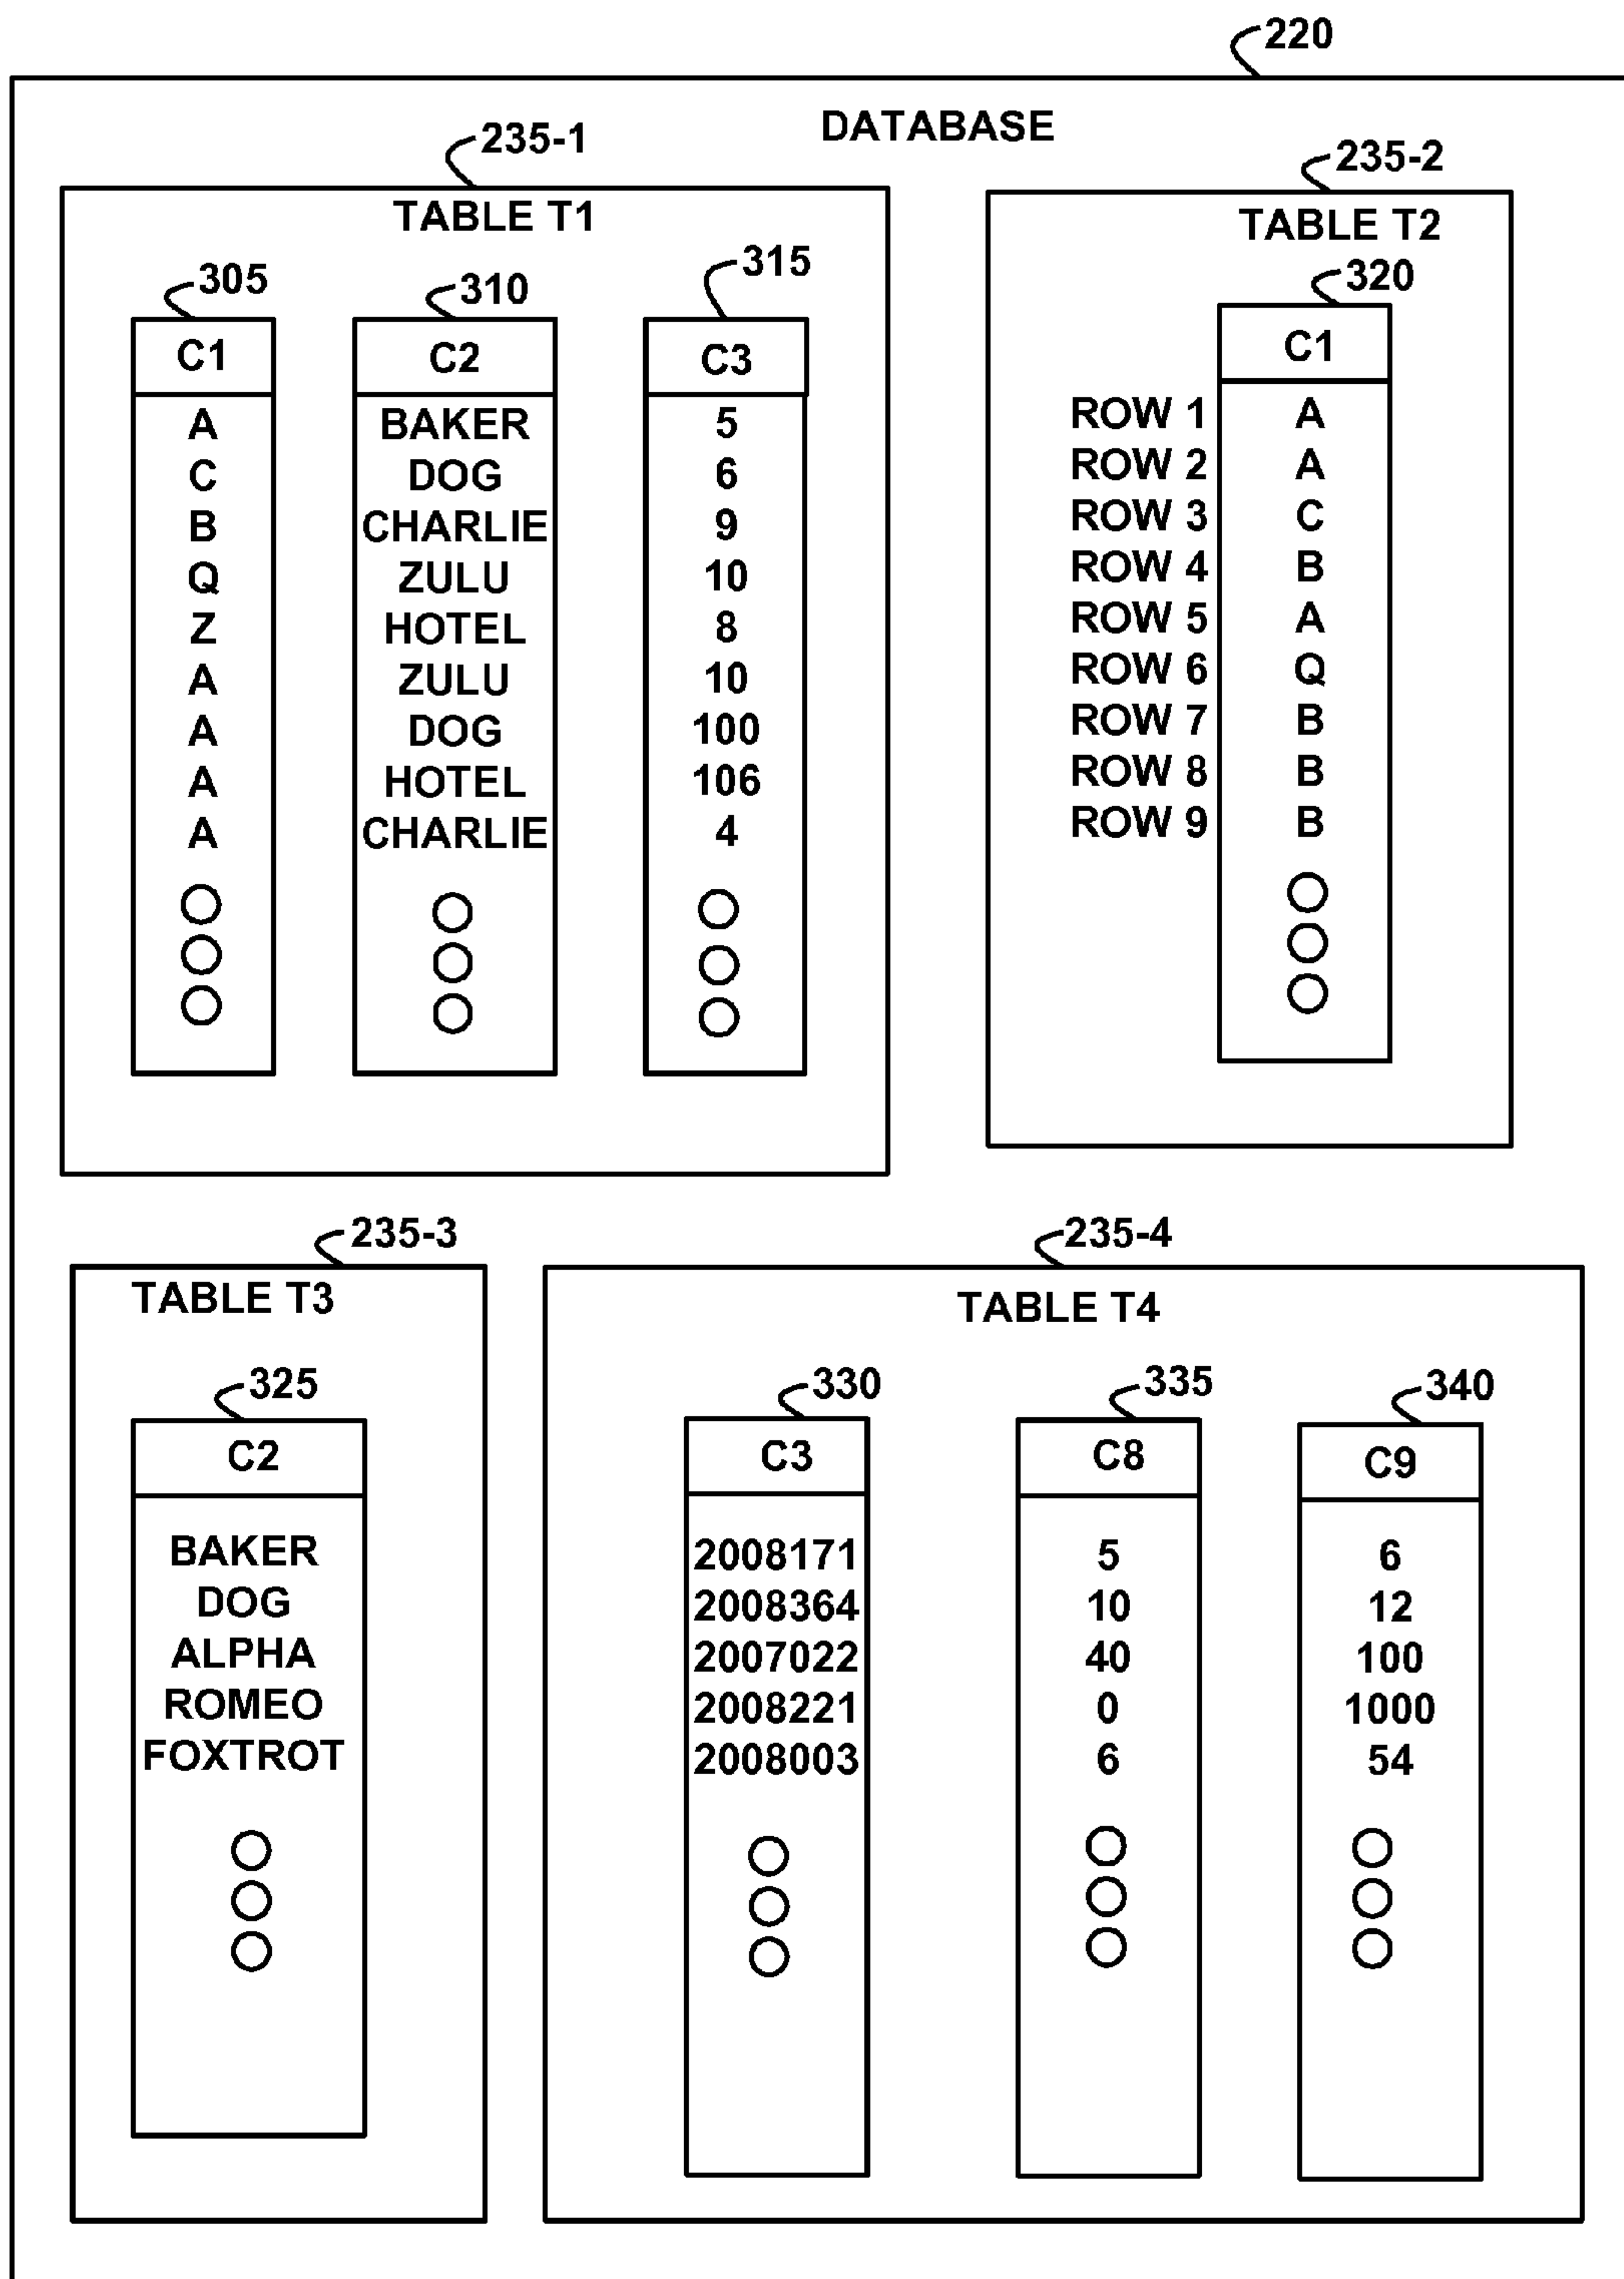 220
DATABASE
235-1
235-2
TABLE T1
TABLE T2
305
310
315
320
C1
C2
C3
C1
A BAKER 5
C DOG 6
B CHARLIE 9
Q ZULU 10
Z HOTEL 8
A ZULU 10
A DOG 100
A HOTEL 106
A CHARLIE 4
ROW 1 A
ROW 2 A
ROW 3 C
ROW 4 B
ROW 5 A
ROW 6 Q
ROW 7 B
ROW 8 B
ROW 9 B
235-3
TABLE T3
325
C2
BAKER
DOG
ALPHA
ROMEO
FOXTROT
235-4
TABLE T4
330
335
340
C3 C8 C9
2008171 5 6
2008364 10 12
2007022 40 100
2008221 0 1000
2008003 6 54